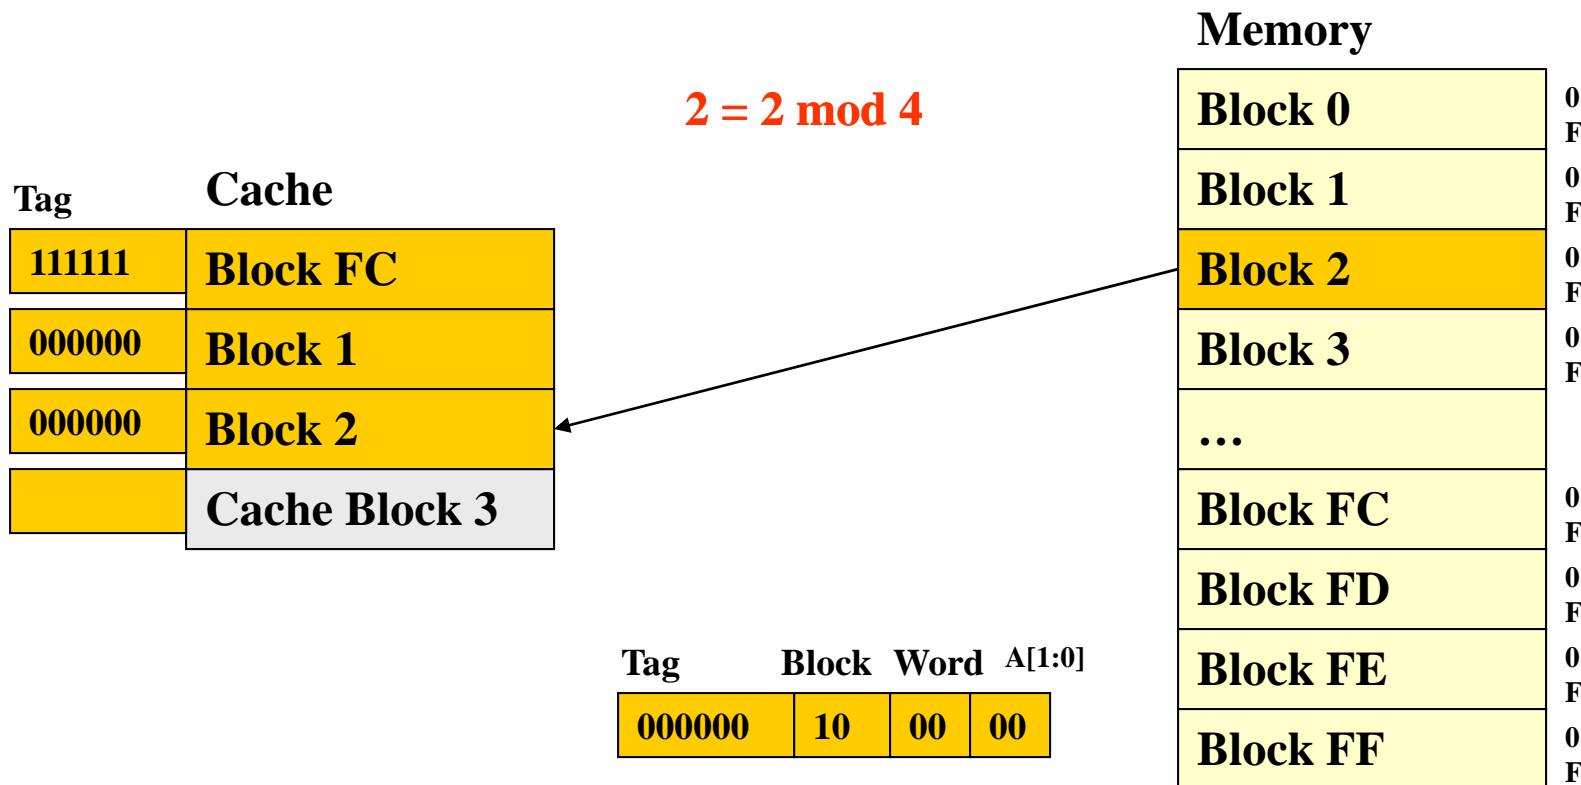 Memory
2 = 2 mod 4
Tag Cache
111111 Block FC
000000 Block 1
000000 Block 2
Cache Block 3
Block 0
0
F
Block 1
0
F
Block 2
0
F
Block 3
0
F
…
Block FC
0
F
Block FD
0
F
Block FE
0
F
Block FF
0
F
Tag Block Word A[1:0]
000000 10 00 00